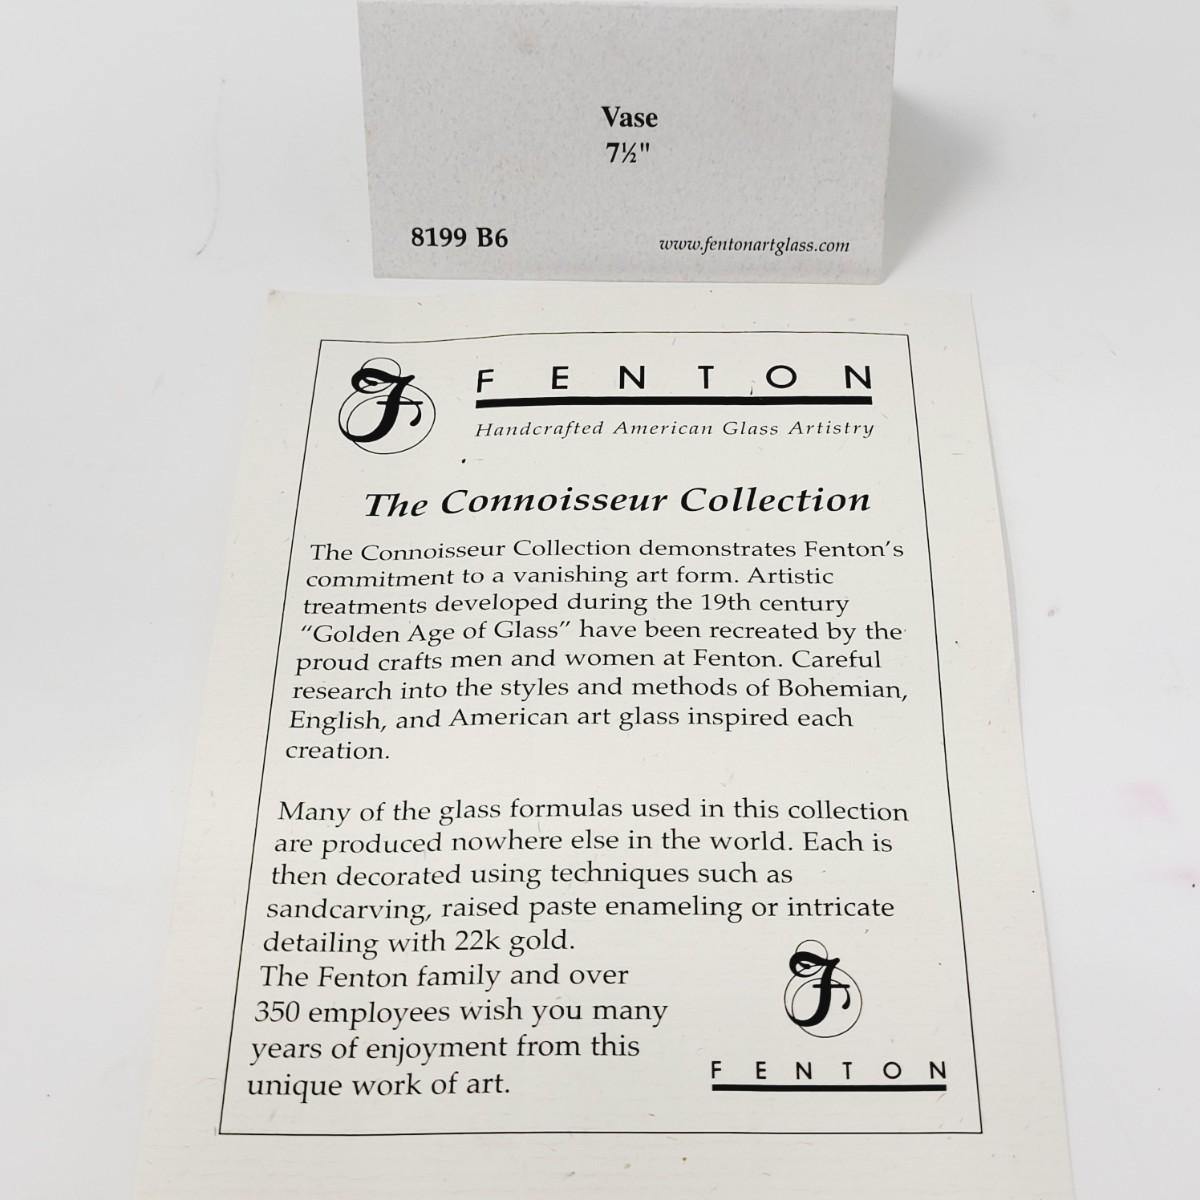 Vase
7½"
8199 B6
www.fentonartglass.com
F
FENTON
Handcrafted American Glass Artistry
The Connoisseur Collection
The Connoisseur Collection demonstrates Fenton's
commitment to a vanishing art form. Artistic
treatments developed during the 19th century
"Golden Age of Glass" have been recreated by the
proud crafts men and women at Fenton. Careful
research into the styles and methods of Bohemian,
English, and American art glass inspired each
creation.
Many of the glass formulas used in this collection
are produced nowhere else in the world. Each is
then decorated using techniques such as
sandcarving, raised paste enameling or intricate
detailing with 22k gold.
The Fenton family and over
350 employees wish you many
years of enjoyment from this
unique work of art.
F
FENTON